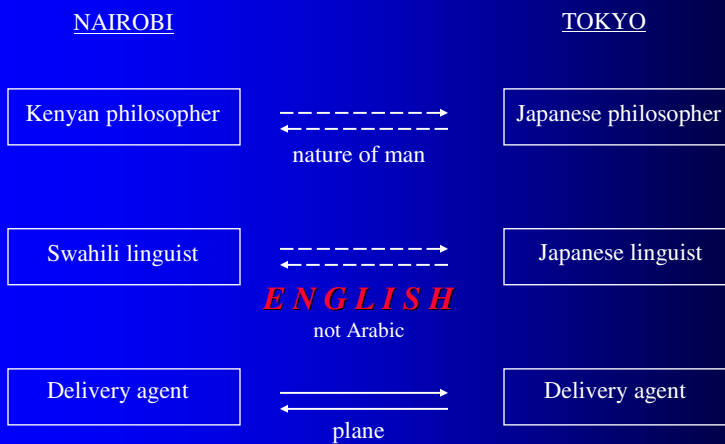 NAIROBI TOKYO
Kenyan philosopher Japanese philosopher
nature of man
Swahili linguist Japanese linguist
E N G L I S H
not Arabic
Delivery agent Delivery agent
plane